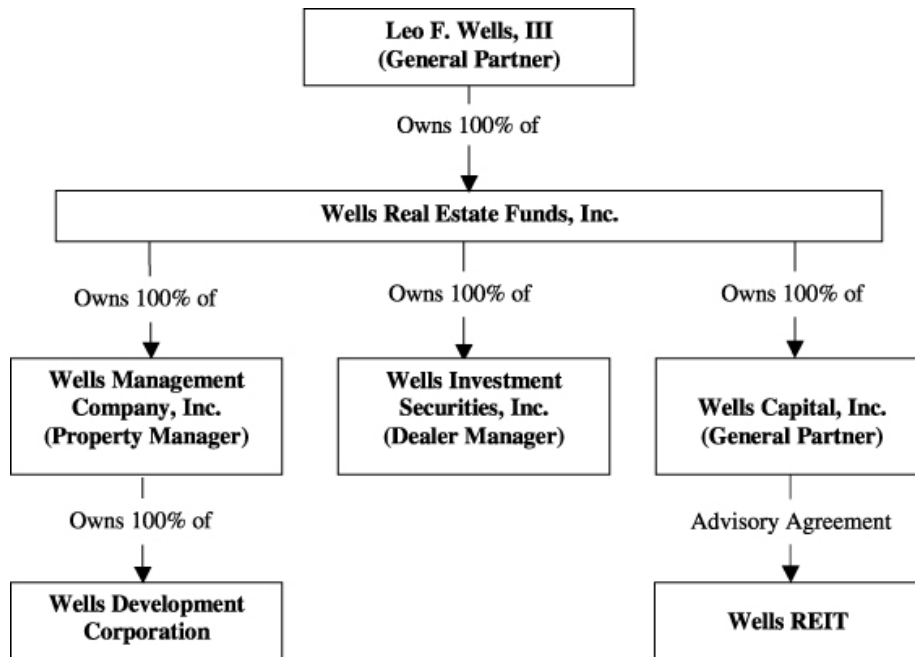 Leo F. Wells, III
(General Partner)
Owns 100% of
Wells Real Estate Funds, Inc.
Owns 100% of
Owns 100% of
Owns 100% of
Wells Management
Company, Inc.
(Property Manager)
Wells Investment
Securities, Inc.
(Dealer Manager)
Wells Capital, Inc.
(General Partner)
Owns 100% of
Advisory Agreement
Wells Development
Corporation
Wells REIT